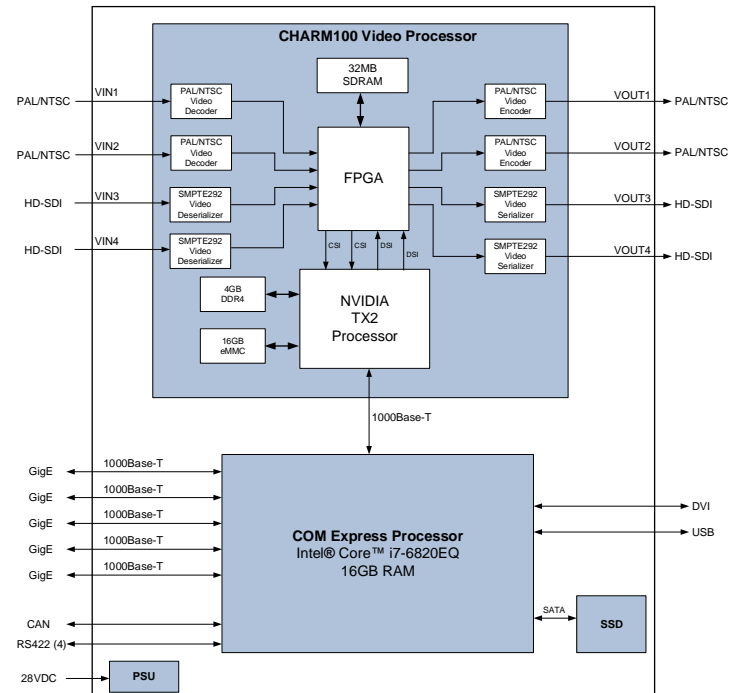 CHARM100 Video Processor
32MB
SDRAM
PAL/NTSC
VIN1
PAL/NTSC
Video
Decoder
PAL/NTSC
Video
Encoder
VOUT1
PAL/NTSC
PAL/NTSC
VIN2
PAL/NTSC
Video
Decoder
FPGA
PAL/NTSC
Video
Encoder
VOUT2
PAL/NTSC
HD-SDI
VIN3
SMPTE292
Video
Deserializer
SMPTE292
Video
Serializer
VOUT3
HD-SDI
HD-SDI
VIN4
SMPTE292
Video
Deserializer
SMPTE292
Video
Serializer
VOUT4
HD-SDI
CSI
CSI
DSI
DSI
4GB
DDR4
NVIDIA
TX2
Processor
16GB
eMMC
1000Base-T
GigE
1000Base-T
GigE
1000Base-T
GigE
1000Base-T
GigE
1000Base-T
GigE
1000Base-T
COM Express Processor
Intel® Core™ i7-6820EQ
16GB RAM
DVI
USB
CAN
RS422 (4)
SATA
SSD
28VDC
PSU